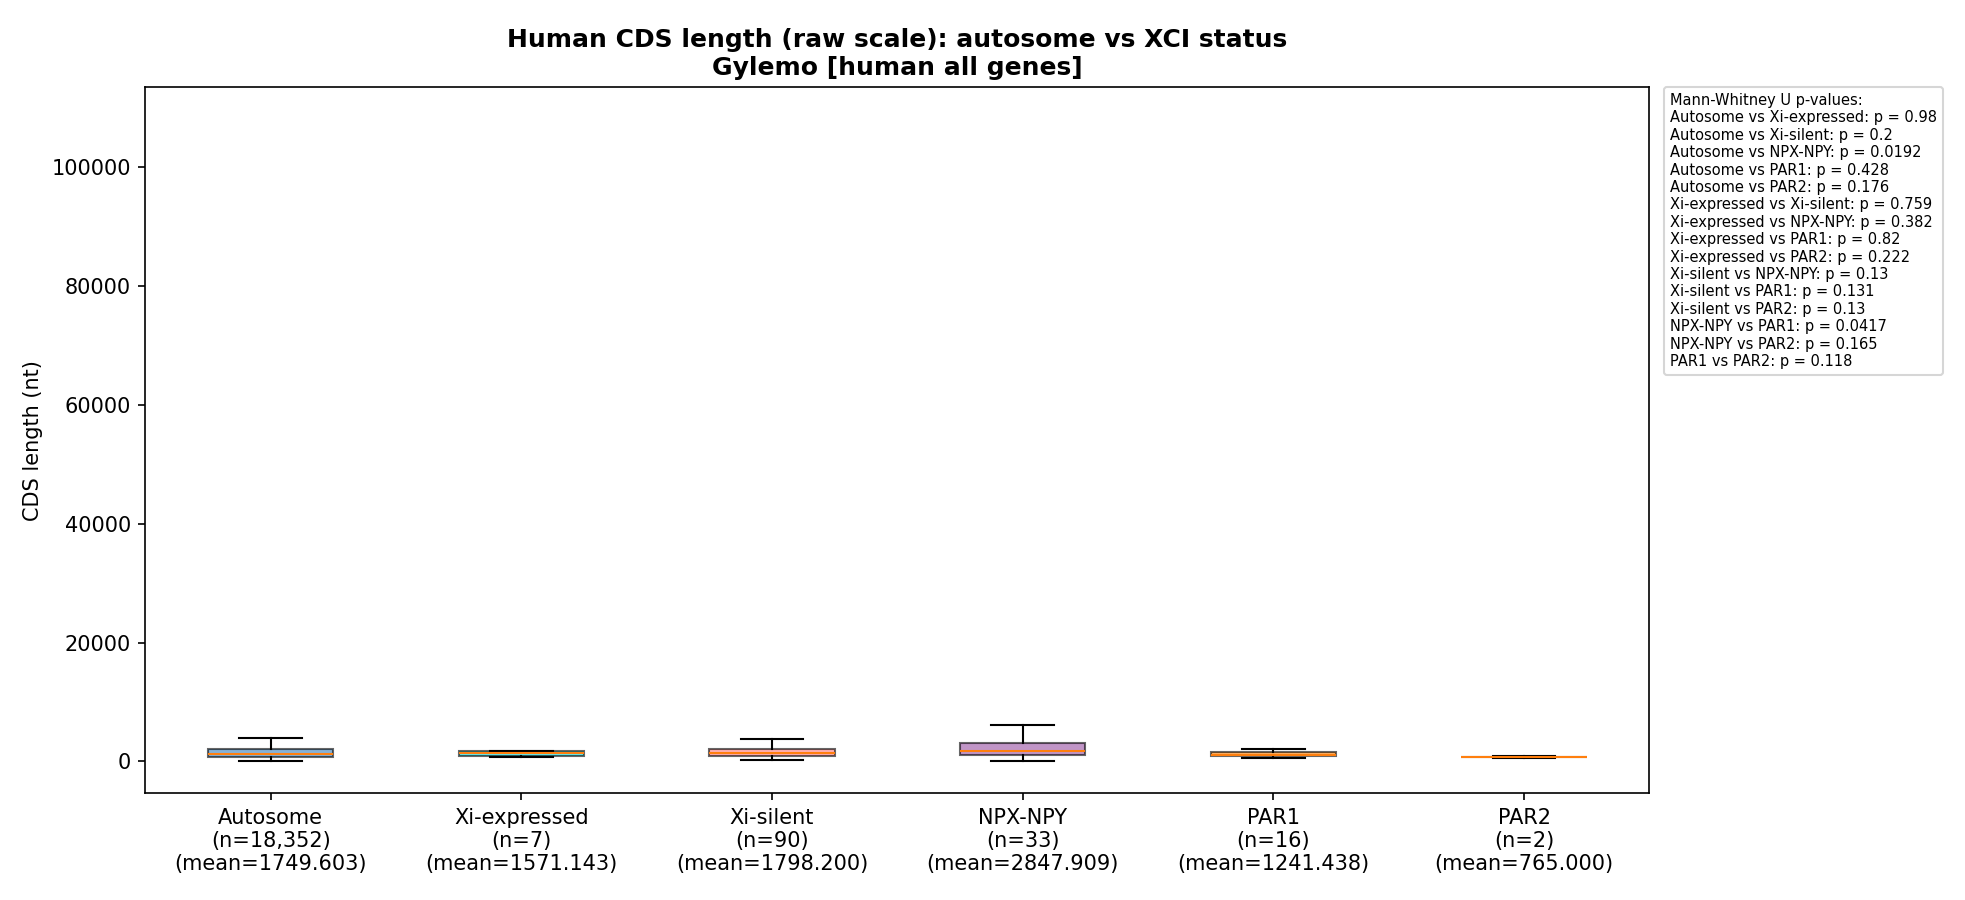 Human CDS length (raw scale): autosome vs XCI status
Gylemo [human all genes]
CDS length (nt)
100000
80000
60000
40000
20000
0
Autosome
(n=18,352)
(mean=1749.603)
Xi-expressed
(n=7)
(mean=1571.143)
Xi-silent
(n=90)
(mean=1798.200)
NPX-NPY
(n=33)
(mean=2847.909)
PAR1
(n=16)
(mean=1241.438)
PAR2
(n=2)
(mean=765.000)
Mann-Whitney U p-values:
Autosome vs Xi-expressed: p = 0.98
Autosome vs Xi-silent: p = 0.2
Autosome vs NPX-NPY: p = 0.0192
Autosome vs PAR1: p = 0.428
Autosome vs PAR2: p = 0.176
Xi-expressed vs Xi-silent: p = 0.759
Xi-expressed vs NPX-NPY: p = 0.382
Xi-expressed vs PAR1: p = 0.82
Xi-expressed vs PAR2: p = 0.222
Xi-silent vs NPX-NPY: p = 0.13
Xi-silent vs PAR1: p = 0.131
Xi-silent vs PAR2: p = 0.13
NPX-NPY vs PAR1: p = 0.0417
NPX-NPY vs PAR2: p = 0.165
PAR1 vs PAR2: p = 0.118